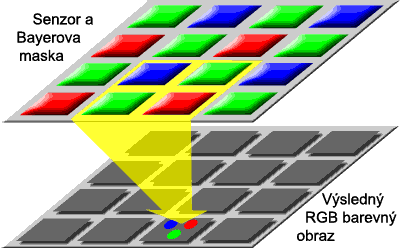 Senzor a
Bayerova
maska
Výsledný
RGB barevný
obraz